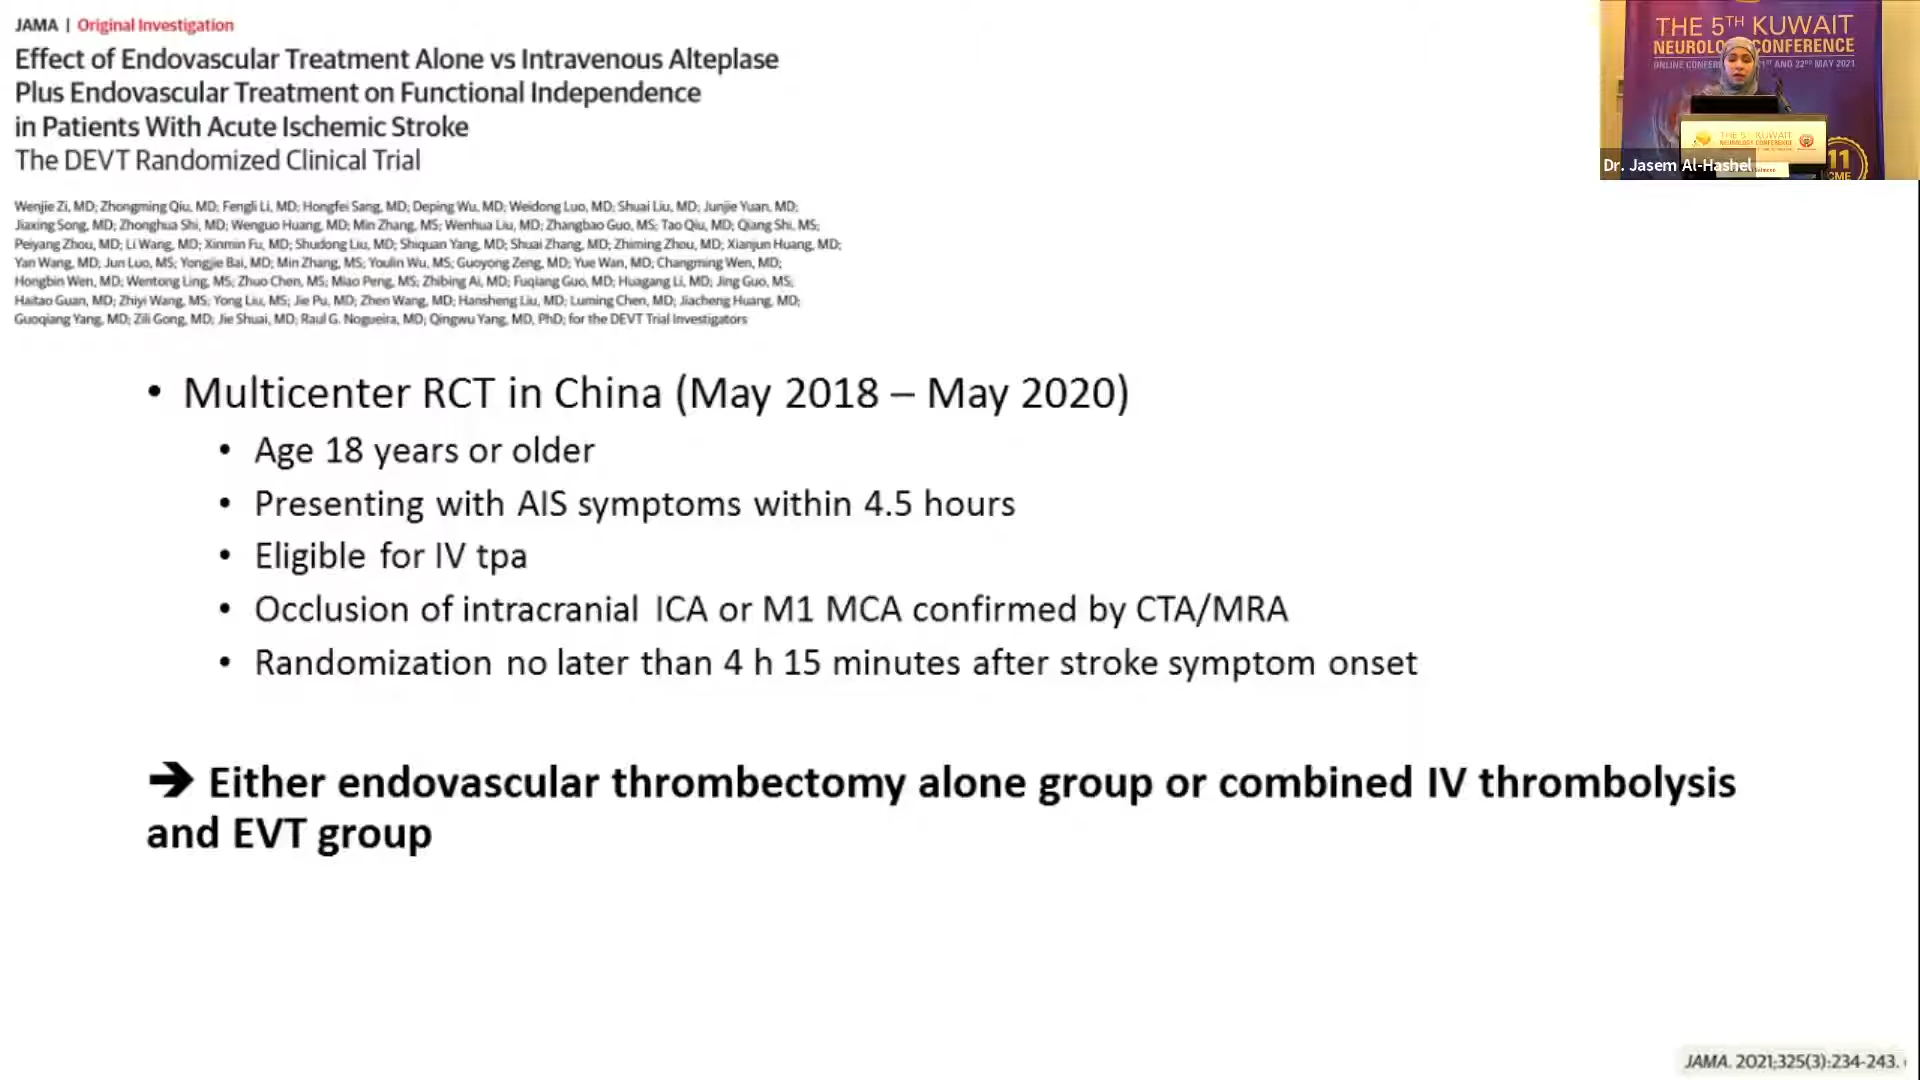 JAMA | Original Investigation
Effect of Endovascular Treatment Alone vs Intravenous Alteplase
Plus Endovascular Treatment on Functional Independence
in Patients With Acute Ischemic Stroke
The DEVT Randomized Clinical Trial
Wenjie Zi, MD; Zhongming Qiu, MD; Fengli Li, MD; Hongfei Sang, MD; Deping Wu, MD; Weidong Luo, MD; Shuai Liu, MD; Junjie Yuan, MD;
Jiaxing Song, MD; Zhonghua Shi, MD; Wenguo Huang, MD; Min Zhang, MS; Wenhua Liu, MD; Zhangbao Guo, MS; Tao Qiu, MD; Qiang Shi, MS;
Peiyang Zhou, MD; Li Wang, MD; Xinmin Fu, MD; Shudong Liu, MD; Shiquan Yang, MD; Shuai Zhang, MD; Zhiming Zhou, MD; Xianjun Huang, MD;
Yan Wang, MD; Jun Luo, MS; Yongjie Bai, MD; Min Zhang, MS; Youlin Wu, MS; Guoyong Zeng, MD; Yue Wan, MD; Changming Wen, MD;
Hongbin Wen, MD; Wentong Ling, MS; Zhuo Chen, MS; Miao Peng, MS; Zhibing Ai, MD; Fuqiang Guo, MD; Huagang Li, MD; Jing Guo, MS;
Haitao Guan, MD; Zhiyi Wang, MS; Yong Liu, MS; Jie Pu, MD; Zhen Wang, MD; Hansheng Liu, MD; Luming Chen, MD; Jiacheng Huang, MD;
Guoqiang Yang, MD; Zili Gong, MD; Jie Shuai, MD; Raul G. Nogueira, MD; Qingwu Yang, MD, PhD; for the DEVT Trial Investigators
THE 5TH KUWAIT
NEUROLOGY CONFERENCE
ONLINE 21ST AND 22ND MAY 2021
THE 5TH KUWAIT
NEUROLOGY CONFERENCE
11
CME
Dr. Jasem Al-Hashel
• Multicenter RCT in China (May 2018 – May 2020)
• Age 18 years or older
• Presenting with AIS symptoms within 4.5 hours
• Eligible for IV tpa
• Occlusion of intracranial ICA or M1 MCA confirmed by CTA/MRA
• Randomization no later than 4 h 15 minutes after stroke symptom onset
➔ Either endovascular thrombectomy alone group or combined IV thrombolysis
and EVT group
JAMA. 2021;325(3):234-243.